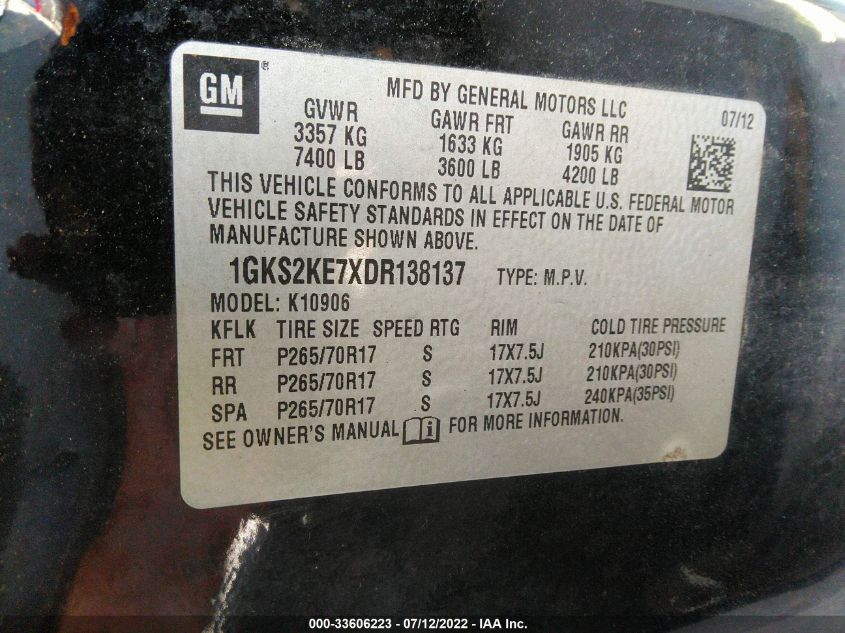 GM ®
MFD BY GENERAL MOTORS LLC
07/12
GVWR GAWR FRT GAWR RR
3357 KG 1633 KG 1905 KG
7400 LB 3600 LB 4200 LB
THIS VEHICLE CONFORMS TO ALL APPLICABLE U.S. FEDERAL MOTOR
VEHICLE SAFETY STANDARDS IN EFFECT ON THE DATE OF
MANUFACTURE SHOWN ABOVE.
1GKS2KE7XDR138137 TYPE: M.P.V.
MODEL: K10906
KFLK TIRE SIZE SPEED RTG RIM COLD TIRE PRESSURE
FRT P265/70R17 S 17X7.5J 210KPA(30PSI)
RR P265/70R17 S 17X7.5J 210KPA(30PSI)
SPA P265/70R17 S 17X7.5J 240KPA(35PSI)
SEE OWNER'S MANUAL i FOR MORE INFORMATION.
000-33606223 - 07/12/2022 - IAA Inc.